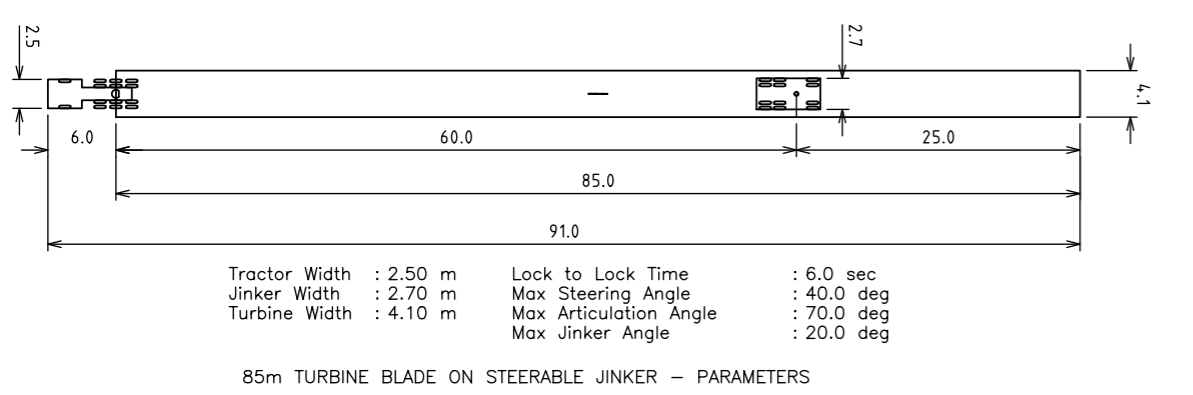 2.5
2.7
4.1
6.0
60.0
25.0
85.0
91.0
Tractor Width : 2.50 m
Jinker Width : 2.70 m
Turbine Width : 4.10 m
Lock to Lock Time : 6.0 sec
Max Steering Angle : 40.0 deg
Max Articulation Angle : 70.0 deg
Max Jinker Angle : 20.0 deg
85m TURBINE BLADE ON STEERABLE JINKER – PARAMETERS